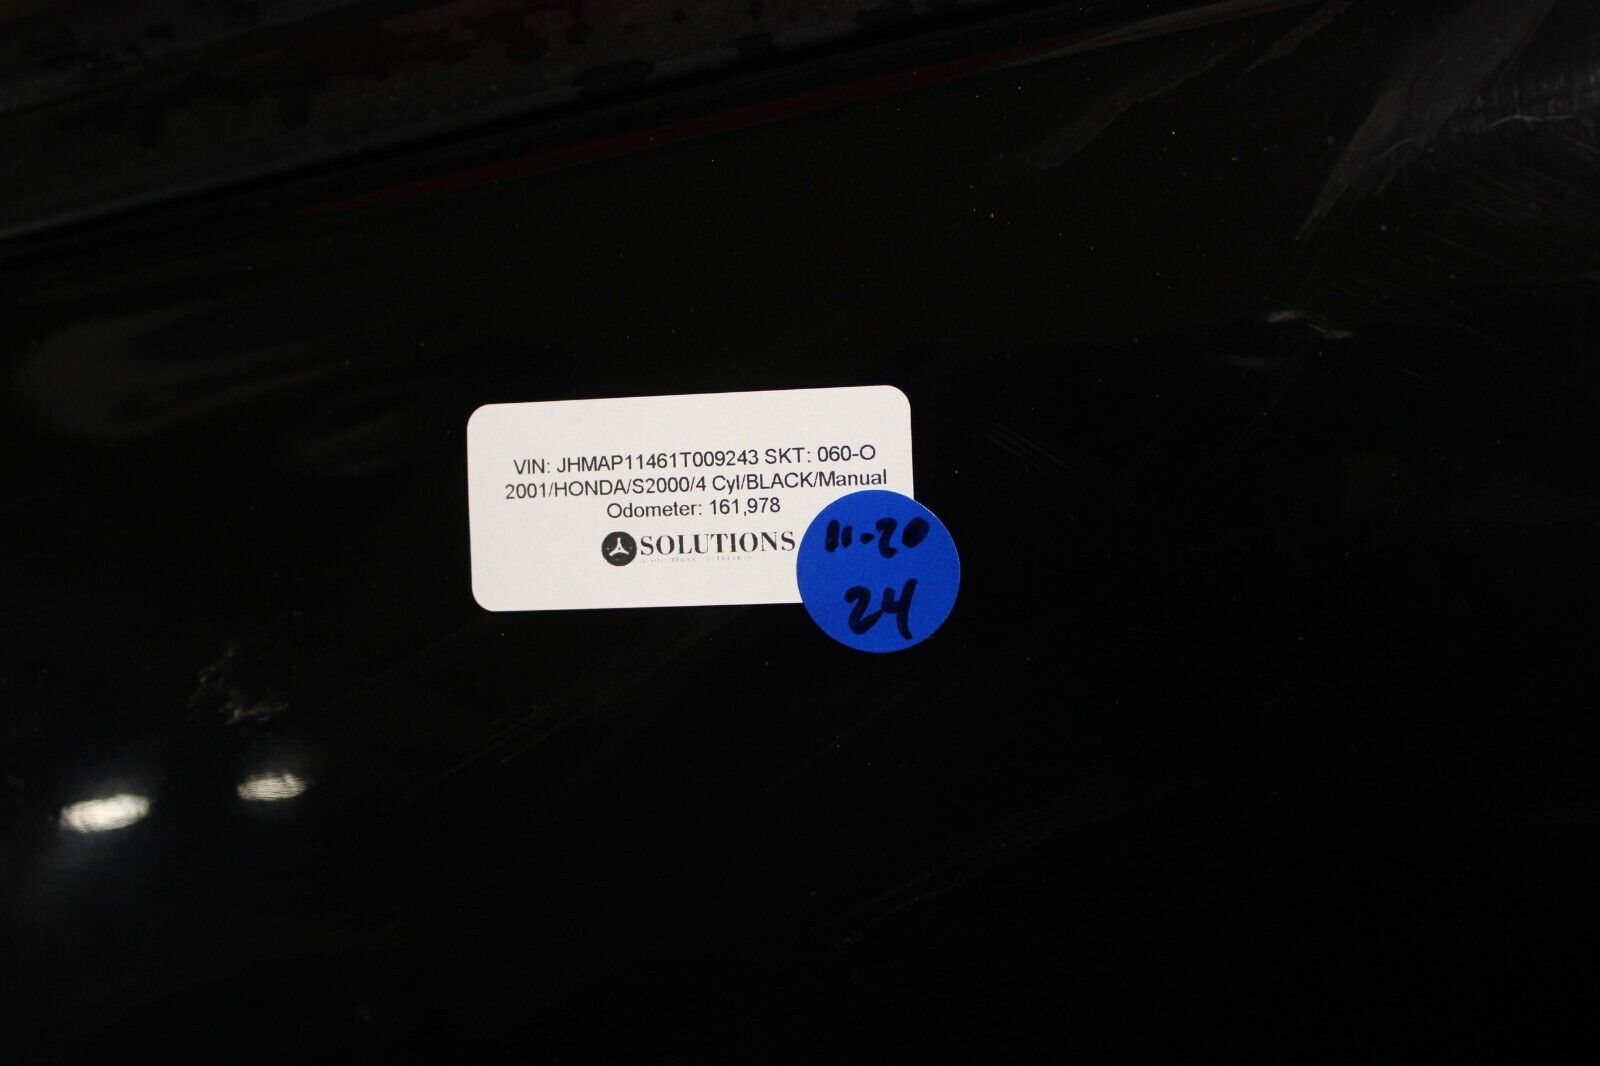 VIN: JHMAP11461T009243 SKT: 060-O
2001/HONDA/S2000/4 Cyl/BLACK/Manual
Odometer: 161,978
SOLUTIONS
11-20
24